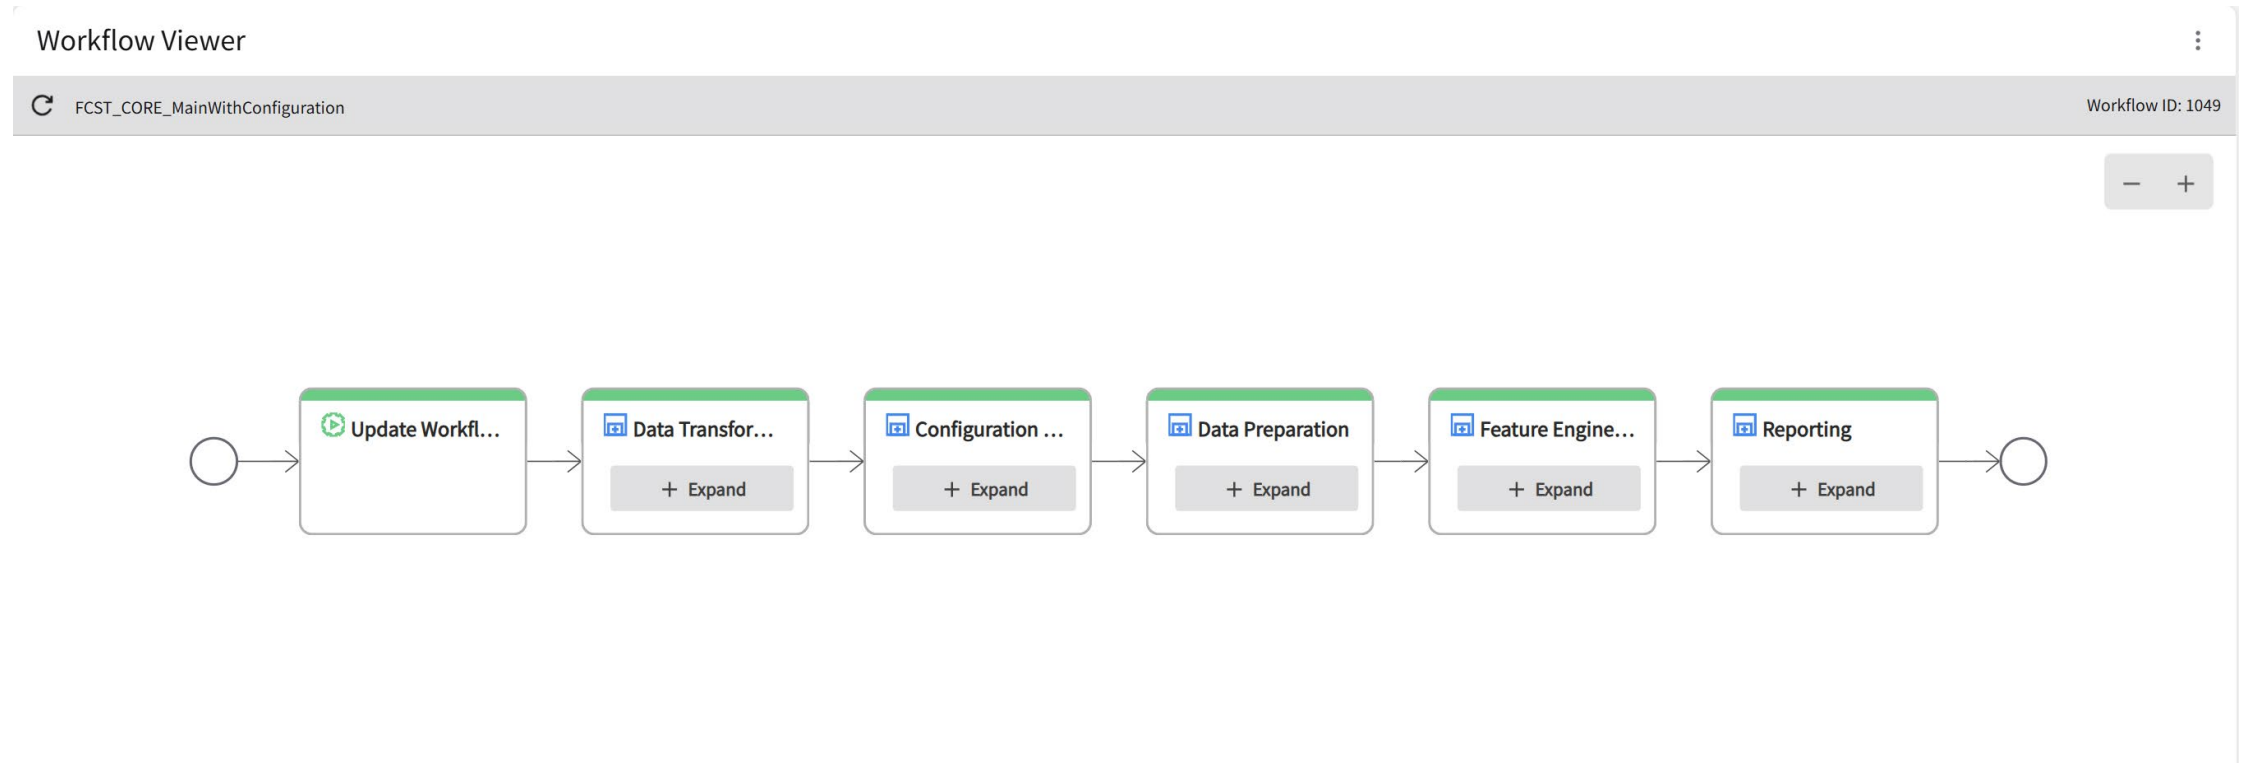 Workflow Viewer
FCST_CORE_MainWithConfiguration
Workflow ID: 1049
− +
Update Workfl...
Data Transfor...
+ Expand
Configuration ...
+ Expand
Data Preparation
+ Expand
Feature Engine...
+ Expand
Reporting
+ Expand